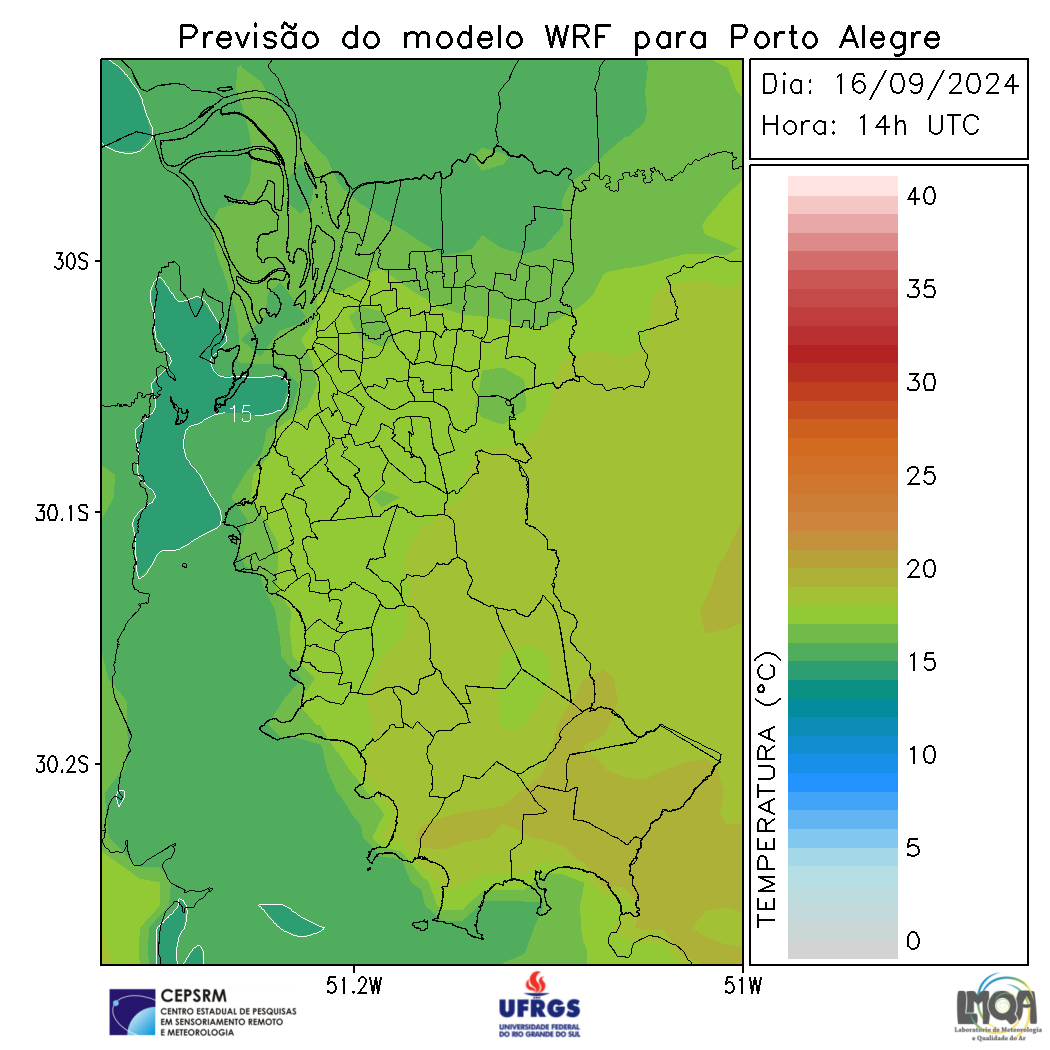 Previsão do modelo WRF para Porto Alegre
Dia: 16/09/2024
Hora: 14h UTC
40
35
30
25
20
15
10
5
0
TEMPERATURA (°C)
30S
30.1S
30.2S
15
51.2W
51W
CEPSRM
CENTRO ESTADUAL DE PESQUISAS
EM SENSORIAMENTO REMOTO
E METEOROLOGIA
UFRGS
UNIVERSIDADE FEDERAL
DO RIO GRANDE DO SUL
LMQA
Laboratório de Meteorologia
e Qualidade do Ar